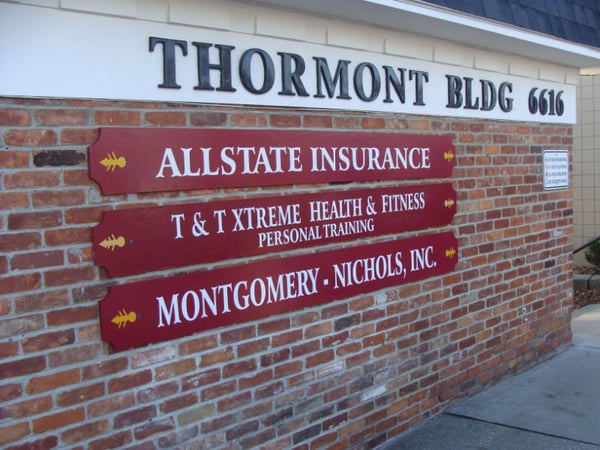 THORMONT BLDG 6616
ALLSTATE INSURANCE
T & T XTREME HEALTH & FITNESS
PERSONAL TRAINING
MONTGOMERY - NICHOLS, INC.